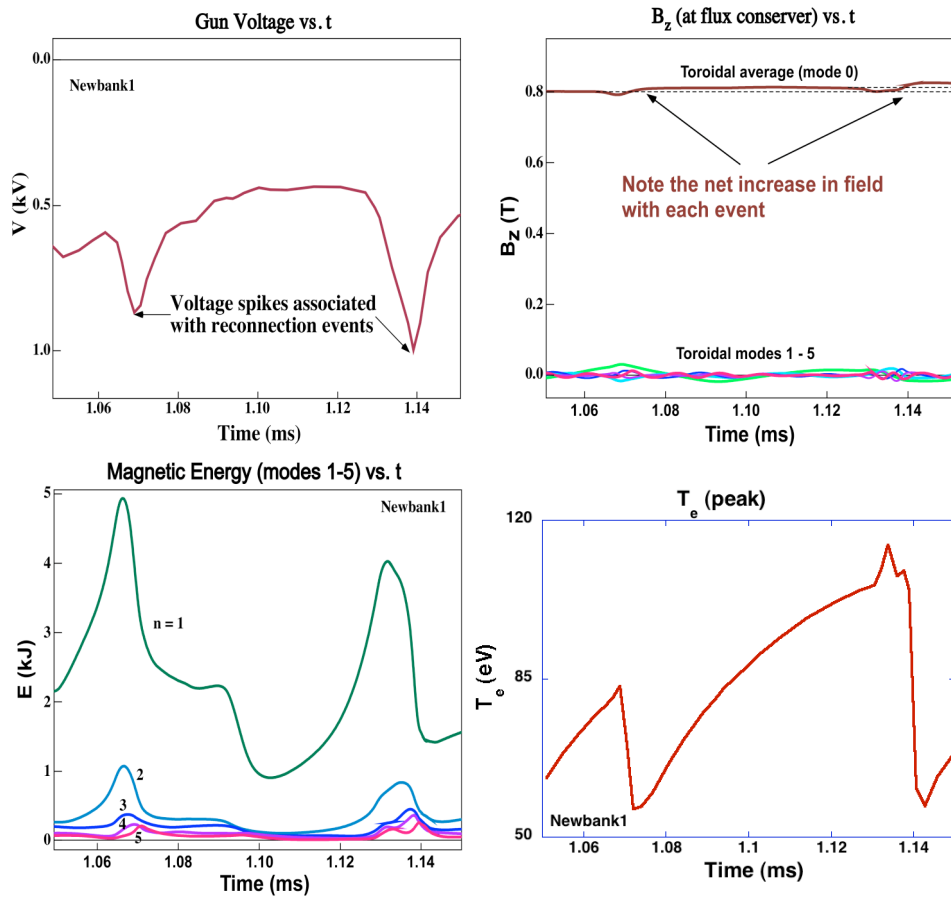 Gun Voltage vs. t
0.0
Newbank1
0.5
1.0
V (kV)
Voltage spikes associated
with reconnection events
1.06
1.08
1.10
1.12
1.14
Time (ms)
Bz (at flux conserver) vs. t
Toroidal average (mode 0)
0.8
0.6
0.4
0.8
0.0
Bz (T)
Note the net increase in field
with each event
Toroidal modes 1 - 5
1.06
1.08
1.1
1.12
1.14
Time (ms)
Magnetic Energy (modes 1-5) vs. t
Newbank1
5
4
3
2
1
0
E (kJ)
n = 1
2
3
4
5
1.06
1.08
1.10
1.12
1.14
Time (ms)
T_e (peak)
120
85
50
T_e (eV)
Newbank1
1.06
1.08
1.1
1.12
1.14
Time (ms)